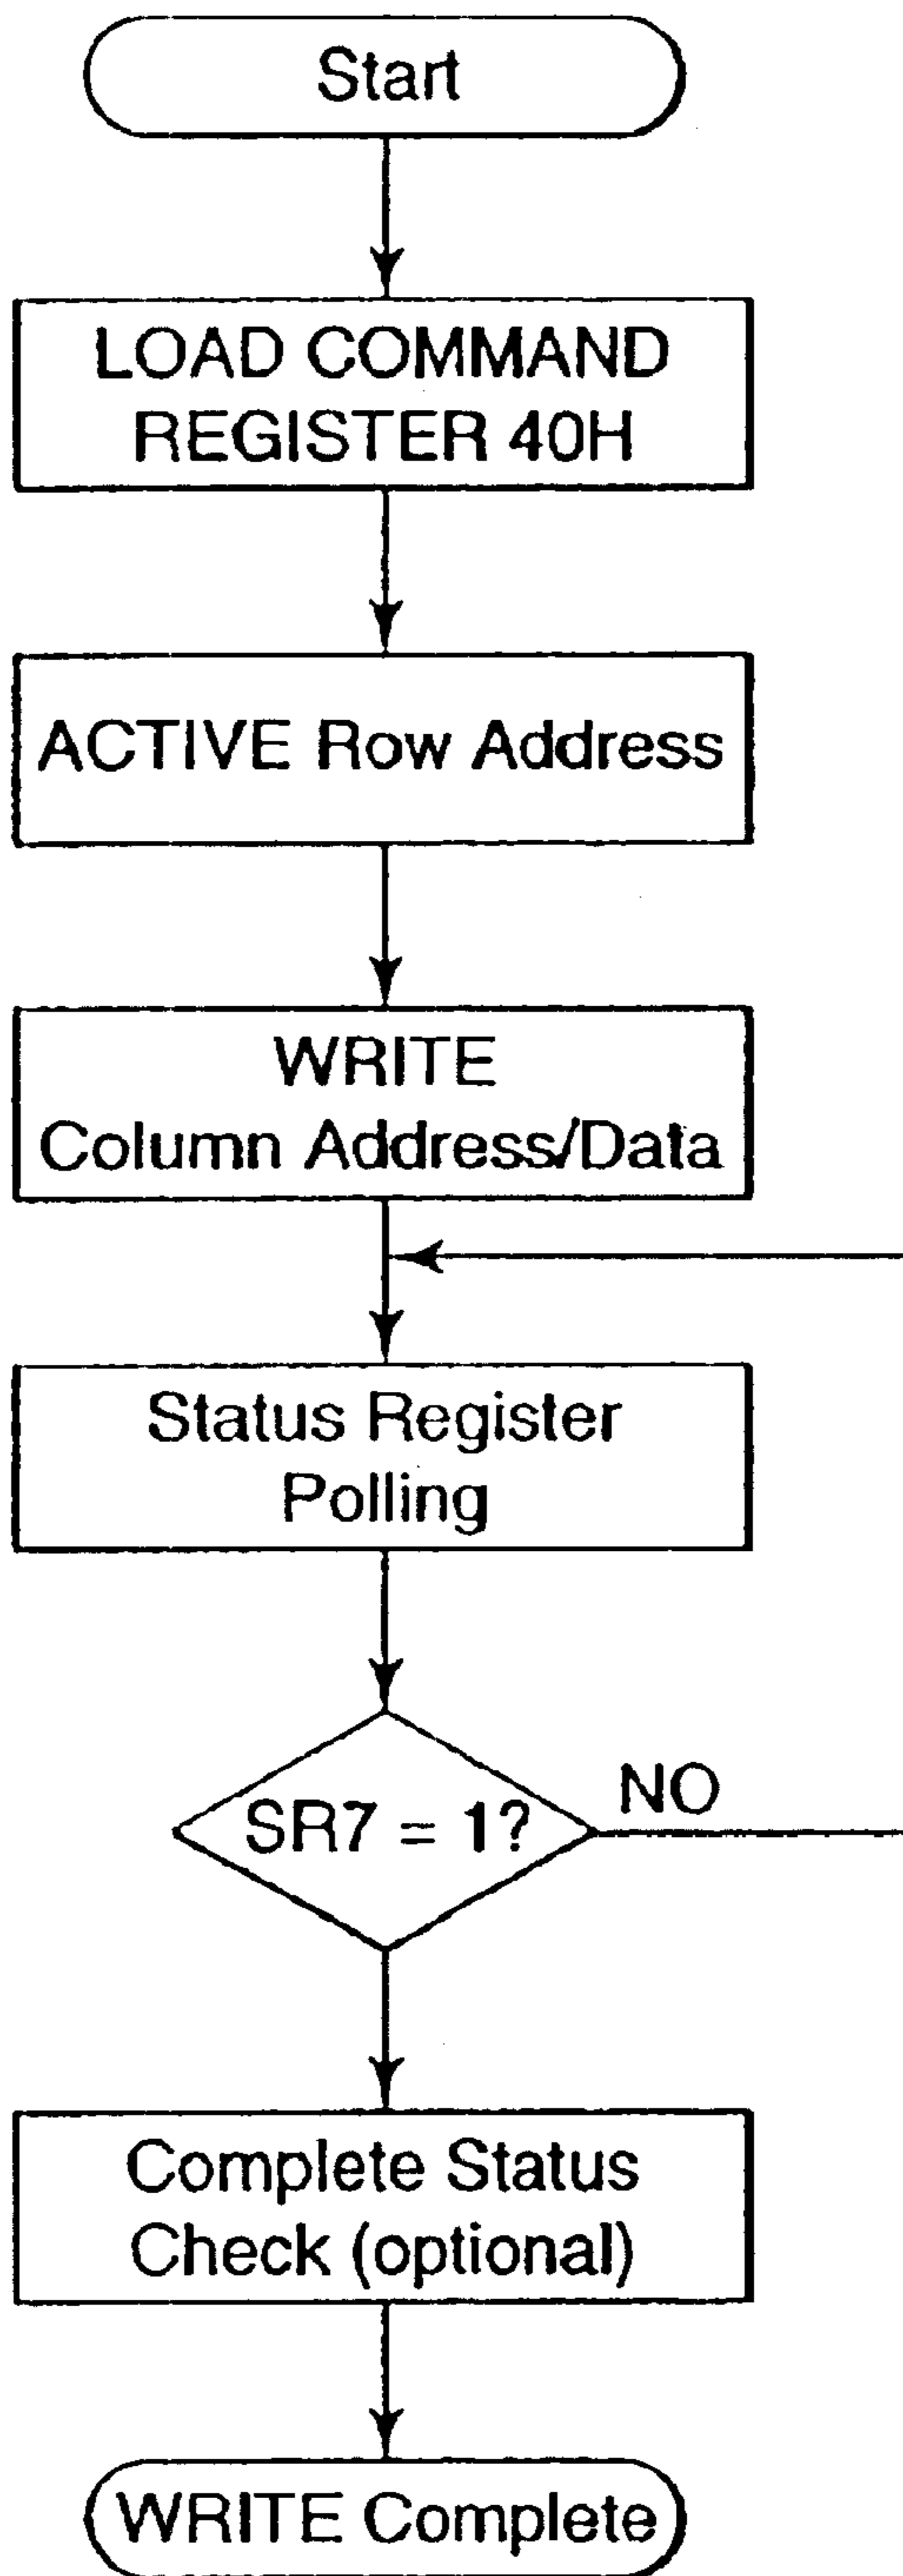 Start
LOAD COMMAND
REGISTER 40H
ACTIVE Row Address
WRITE
Column Address/Data
Status Register
Polling
SR7 = 1?
NO
Complete Status
Check (optional)
WRITE Complete